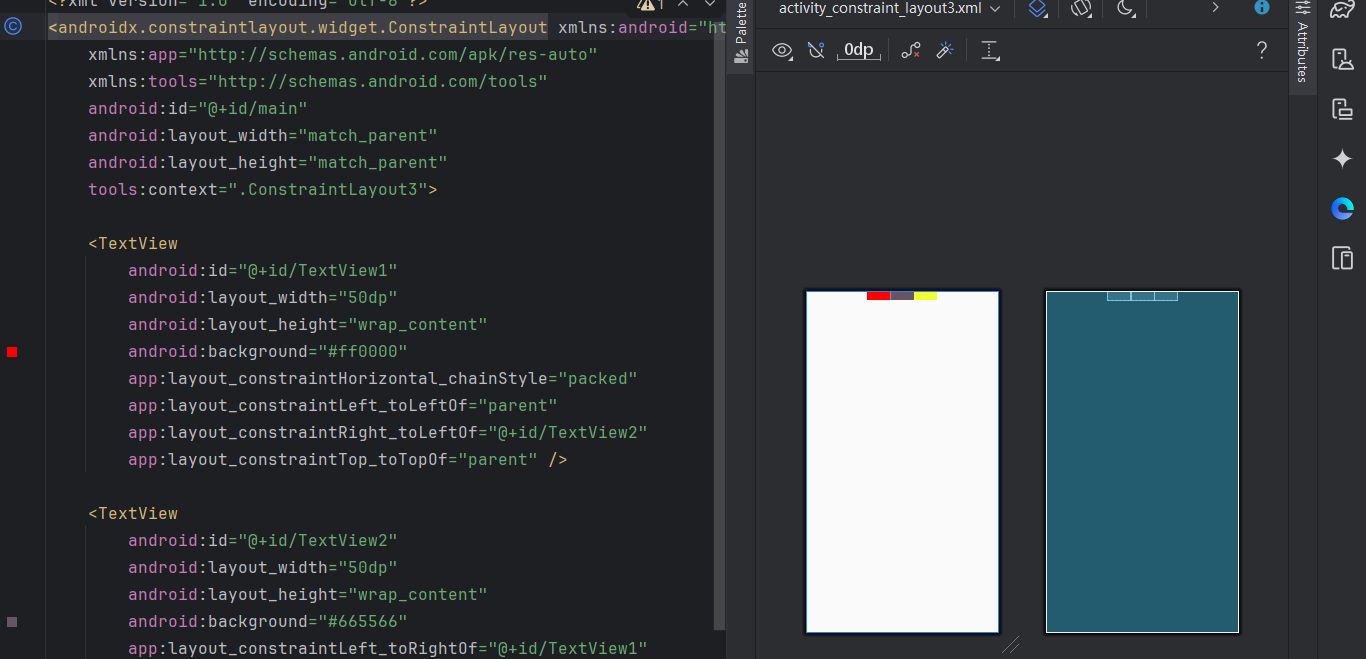 <?xml version="1.0" encoding="utf-8"?>
<androidx.constraintlayout.widget.ConstraintLayout xmlns:android="ht
xmlns:app="http://schemas.android.com/apk/res-auto"
xmlns:tools="http://schemas.android.com/tools"
android:id="@+id/main"
android:layout_width="match_parent"
android:layout_height="match_parent"
tools:context=".ConstraintLayout3">
<TextView
android:id="@+id/TextView1"
android:layout_width="50dp"
android:layout_height="wrap_content"
android:background="#ff0000"
app:layout_constraintHorizontal_chainStyle="packed"
app:layout_constraintLeft_toLeftOf="parent"
app:layout_constraintRight_toLeftOf="@+id/TextView2"
app:layout_constraintTop_toTopOf="parent" />
<TextView
android:id="@+id/TextView2"
android:layout_width="50dp"
android:layout_height="wrap_content"
android:background="#665566"
app:layout_constraintLeft_toRightOf="@+id/TextView1"
1
Palette
activity_constraint_layout3.xml
0dp
?
Attributes